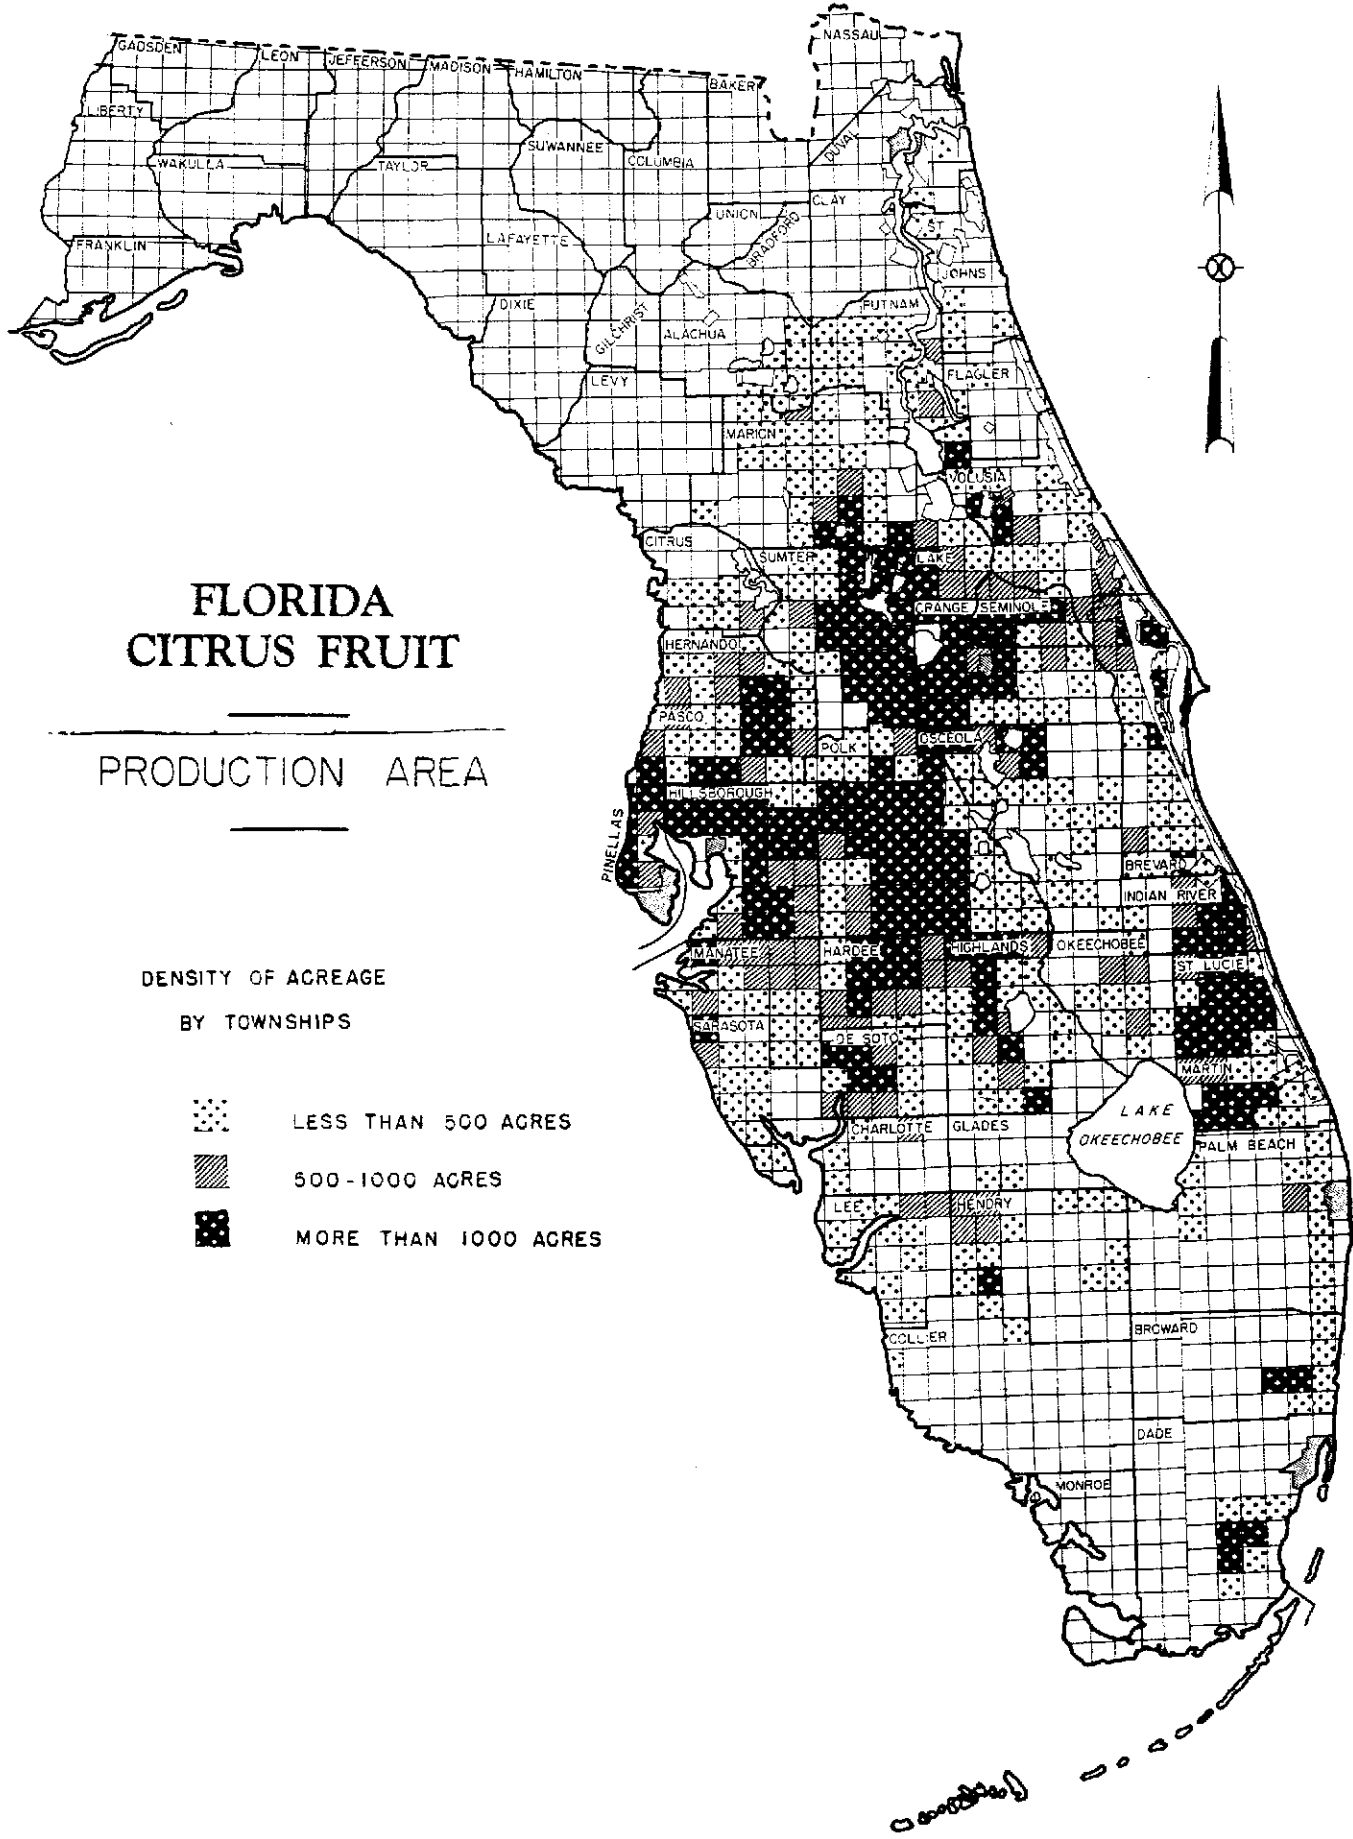 GADSDEN
LEON
JEFFERSON
MADISON
HAMILTON
NASSAU
BAKER
LIBERTY
WAKULLA
TAYLOR
SUWANNEE
COLUMBIA
DUVAL
FRANKLIN
LAFAYETTE
UNION
BRADFORD
CLAY
ST
JOHNS
DIXIE
GILCHRIST
ALACHUA
PUTNAM
LEVY
FLAGLER
MARION
VOLUSIA
CITRUS
SUMTER
LAKE
FLORIDA
CITRUS FRUIT
ORANGE
SEMINOLE
HERNANDO
PASCO
POLK
OSCEOLA
PRODUCTION AREA
HILLSBOROUGH
PINELLAS
BREVARD
INDIAN RIVER
MANATEE
HARDEE
HIGHLANDS
OKEECHOBEE
ST LUCIE
DENSITY OF ACREAGE
BY TOWNSHIPS
SARASOTA
DE SOTO
MARTIN
LESS THAN 500 ACRES
LAKE
OKEECHOBEE
CHARLOTTE
GLADES
PALM BEACH
500-1000 ACRES
LEE
HENDRY
MORE THAN 1000 ACRES
COLLIER
BROWARD
DADE
MONROE